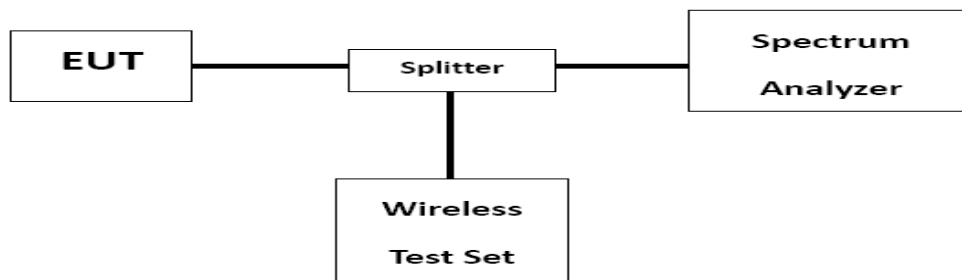 EUT
Splitter
Spectrum
Analyzer
Wireless
Test Set